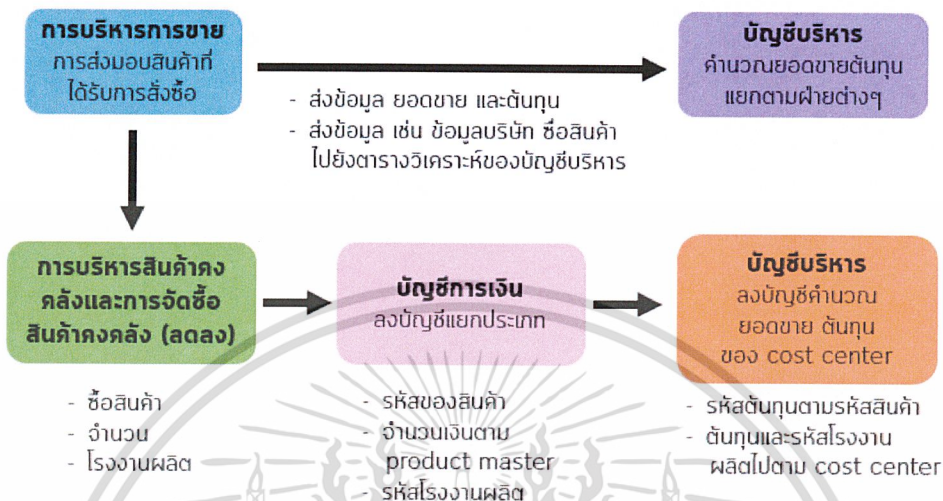 การบริหารการขาย
การส่งมอบสินค้าที่
ได้รับการสั่งซื้อ
บัญชีบริหาร
คำนวณยอดขายต้นทุน
แยกตามฝ่ายต่างๆ
- ส่งข้อมูล ยอดขาย และต้นทุน
- ส่งข้อมูล เช่น ข้อมูลบริษัท ชื่อสินค้า
ไปยังตารางวิเคราะห์ของบัญชีบริหาร
การบริหารสินค้าคง
คลังและการจัดซื้อ
สินค้าคงคลัง (ลดลง)
บัญชีการเงิน
ลงบัญชีแยกประเภท
บัญชีบริหาร
ลงบัญชีคำนวณ
ยอดขาย ต้นทุน
ของ cost center
- ชื่อสินค้า
- จำนวน
- โรงงานผลิต
- รหัสของสินค้า
- จำนวนเงินตาม
product master
- รหัสโรงงานผลิต
- รหัสต้นทุนตามรหัสสินค้า
- ต้นทุนและรหัสโรงงาน
ผลิตไปตาม cost center